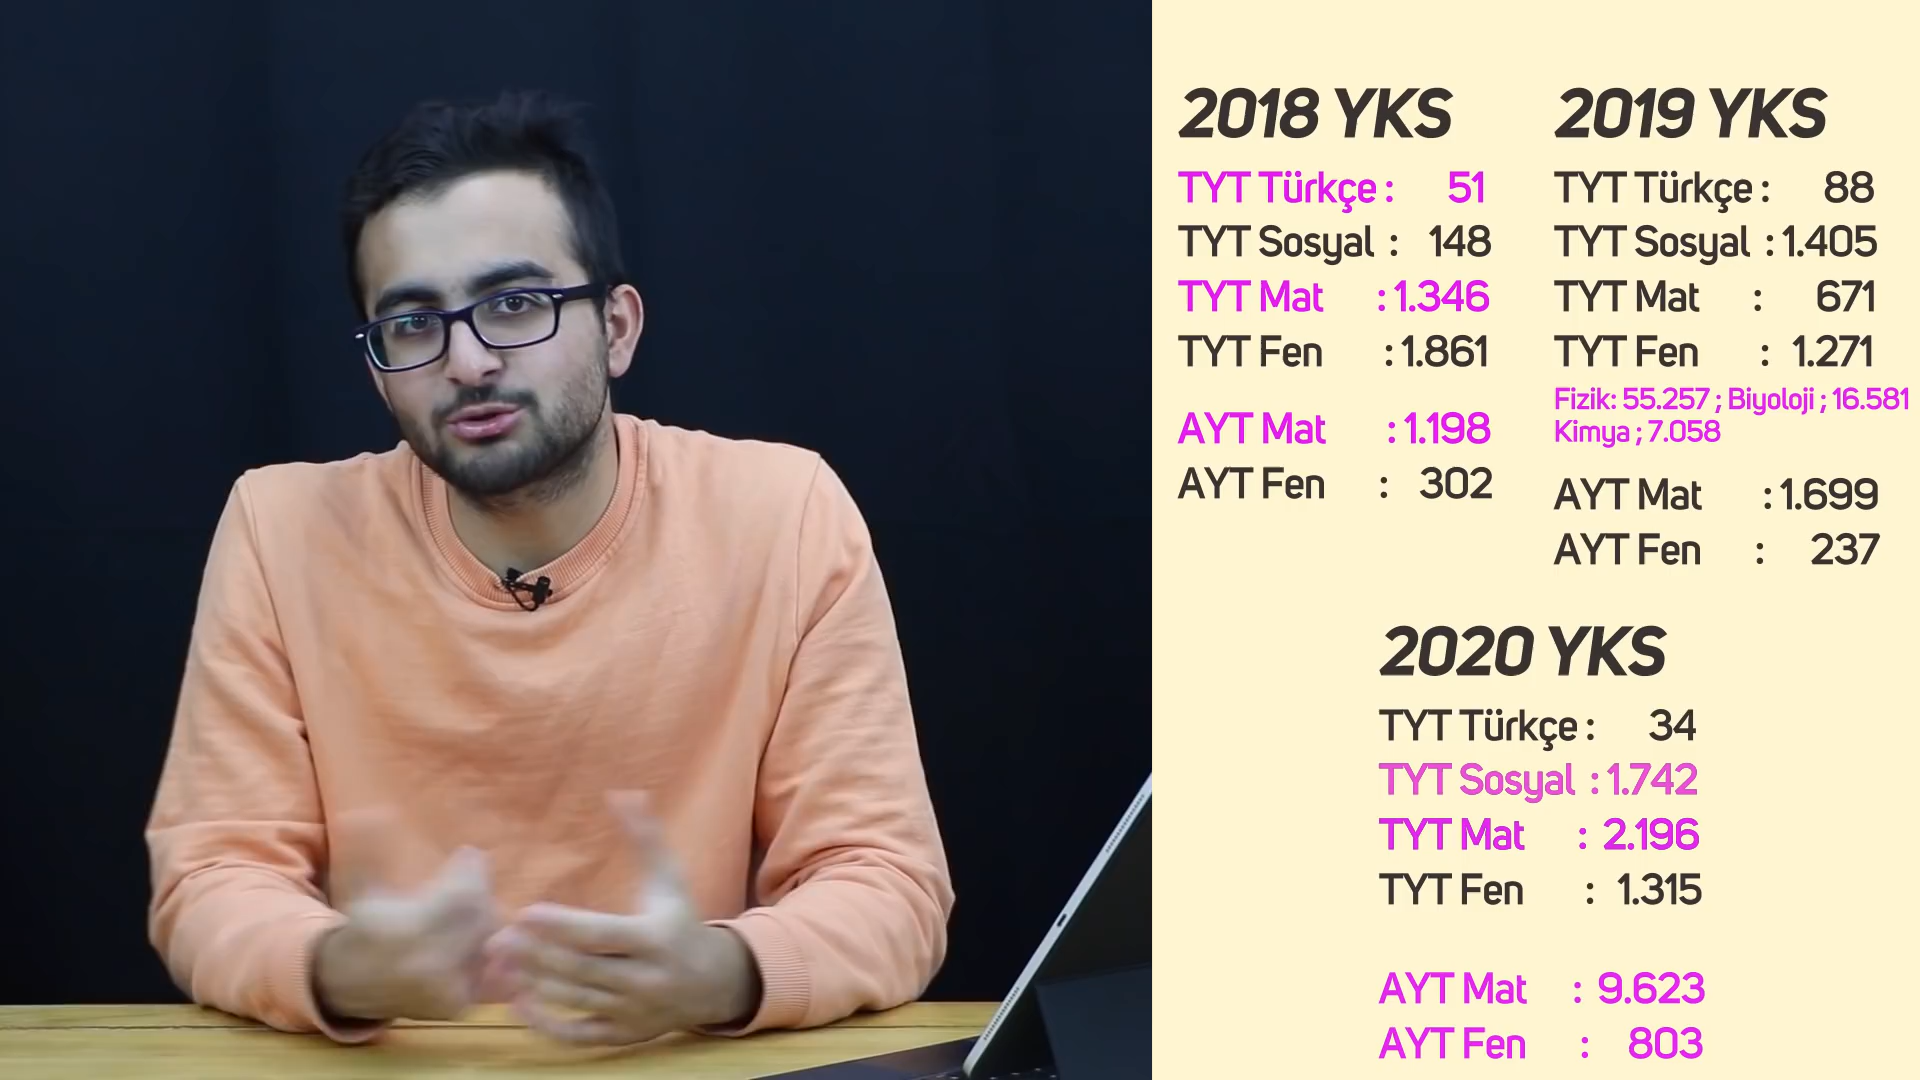 2018 YKS
TYT Türkçe : 51
TYT Sosyal : 148
TYT Mat : 1.346
TYT Fen : 1.861
AYT Mat : 1.198
AYT Fen : 302
2019 YKS
TYT Türkçe : 88
TYT Sosyal : 1.405
TYT Mat : 671
TYT Fen : 1.271
Fizik: 55.257 ; Biyoloji ; 16.581
Kimya ; 7.058
AYT Mat : 1.699
AYT Fen : 237
2020 YKS
TYT Türkçe : 34
TYT Sosyal : 1.742
TYT Mat : 2.196
TYT Fen : 1.315
AYT Mat : 9.623
AYT Fen : 803